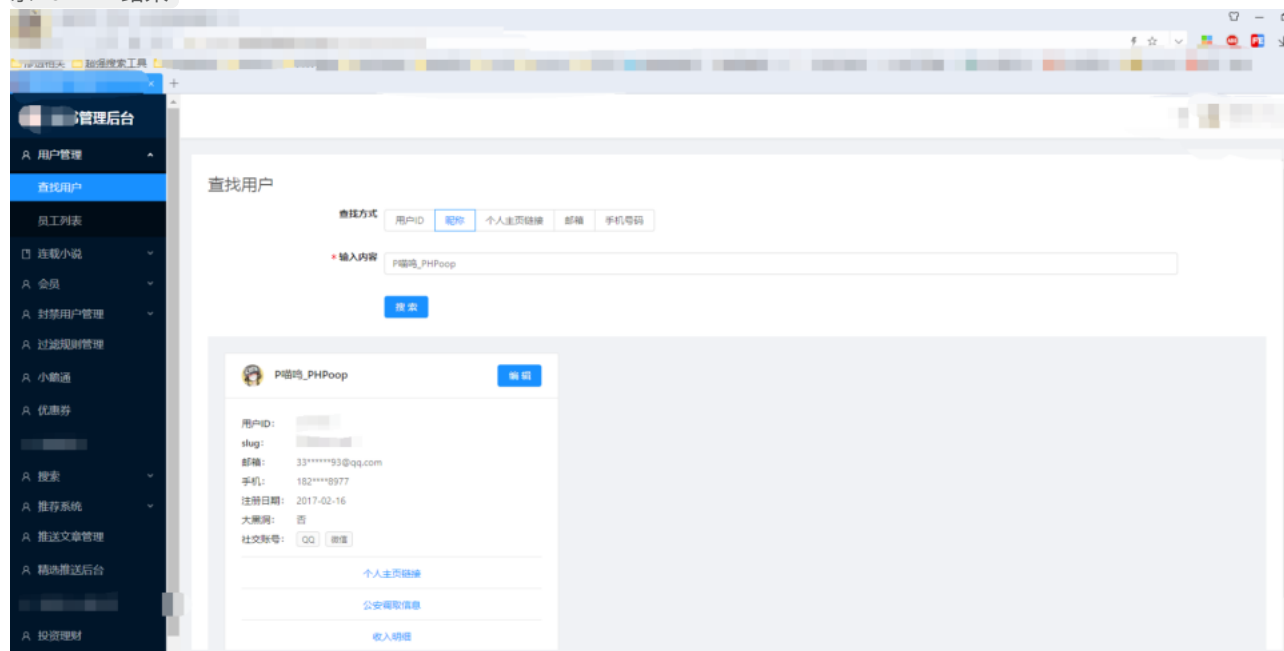 超强搜索工具
管理后台
用户管理
查找用户
员工列表
连载小说
会员
封禁用户管理
过滤规则管理
小鹅通
优惠券
搜索
推荐系统
推送文章管理
精选推送后台
投资理财
查找用户
查找方式 用户ID 昵称 个人主页链接 邮箱 手机号码
* 输入内容 P喵呜_PHPoop
搜索
P喵呜_PHPoop 编辑
用户ID:
slug:
邮箱: 33******93@qq.com
手机: 182****8977
注册日期: 2017-02-16
大黑洞: 否
社交账号: QQ 微信
个人主页链接
公安调取信息
收入明细